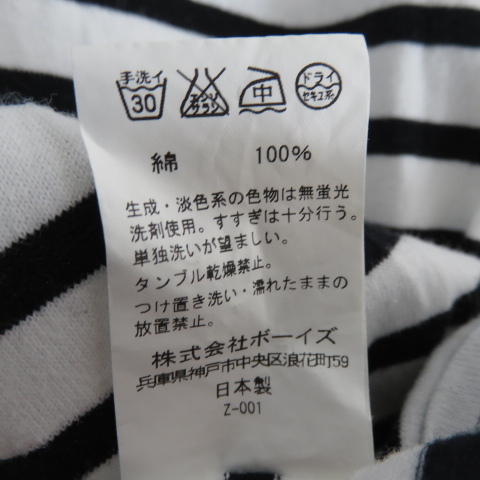 手洗イ 30 エンソサラシ 中 ドライ セキユ系
綿 100%
生成・淡色系の色物は無蛍光
洗剤使用。すすぎは十分行う。
単独洗いが望ましい。
タンブル乾燥禁止。
つけ置き洗い・濡れたままの
放置禁止。
株式会社ボーイズ
兵庫県神戸市中央区浪花町59
日本製
Z-001